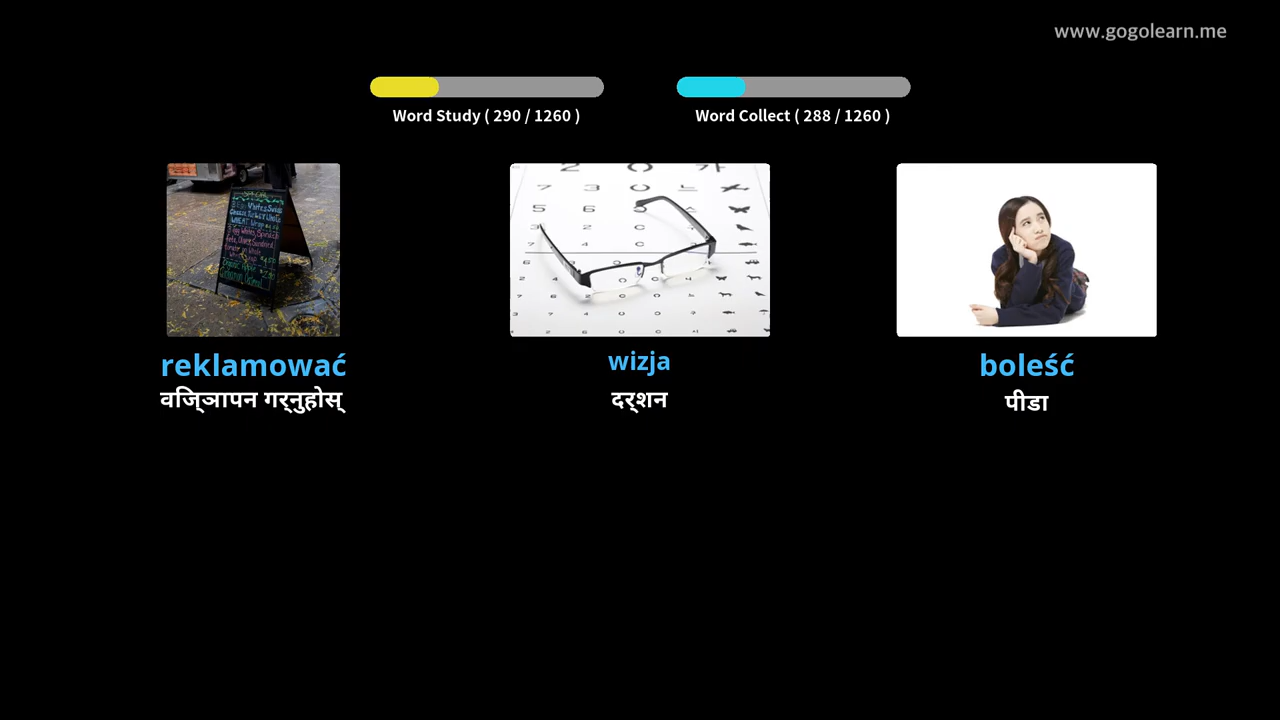 www.gogolearn.me
Word Study ( 290 / 1260 )
Word Collect ( 288 / 1260 )
reklamować
wizja
boleść
विज्ञापन गर्नुहोस्
दर्शन
पीडा